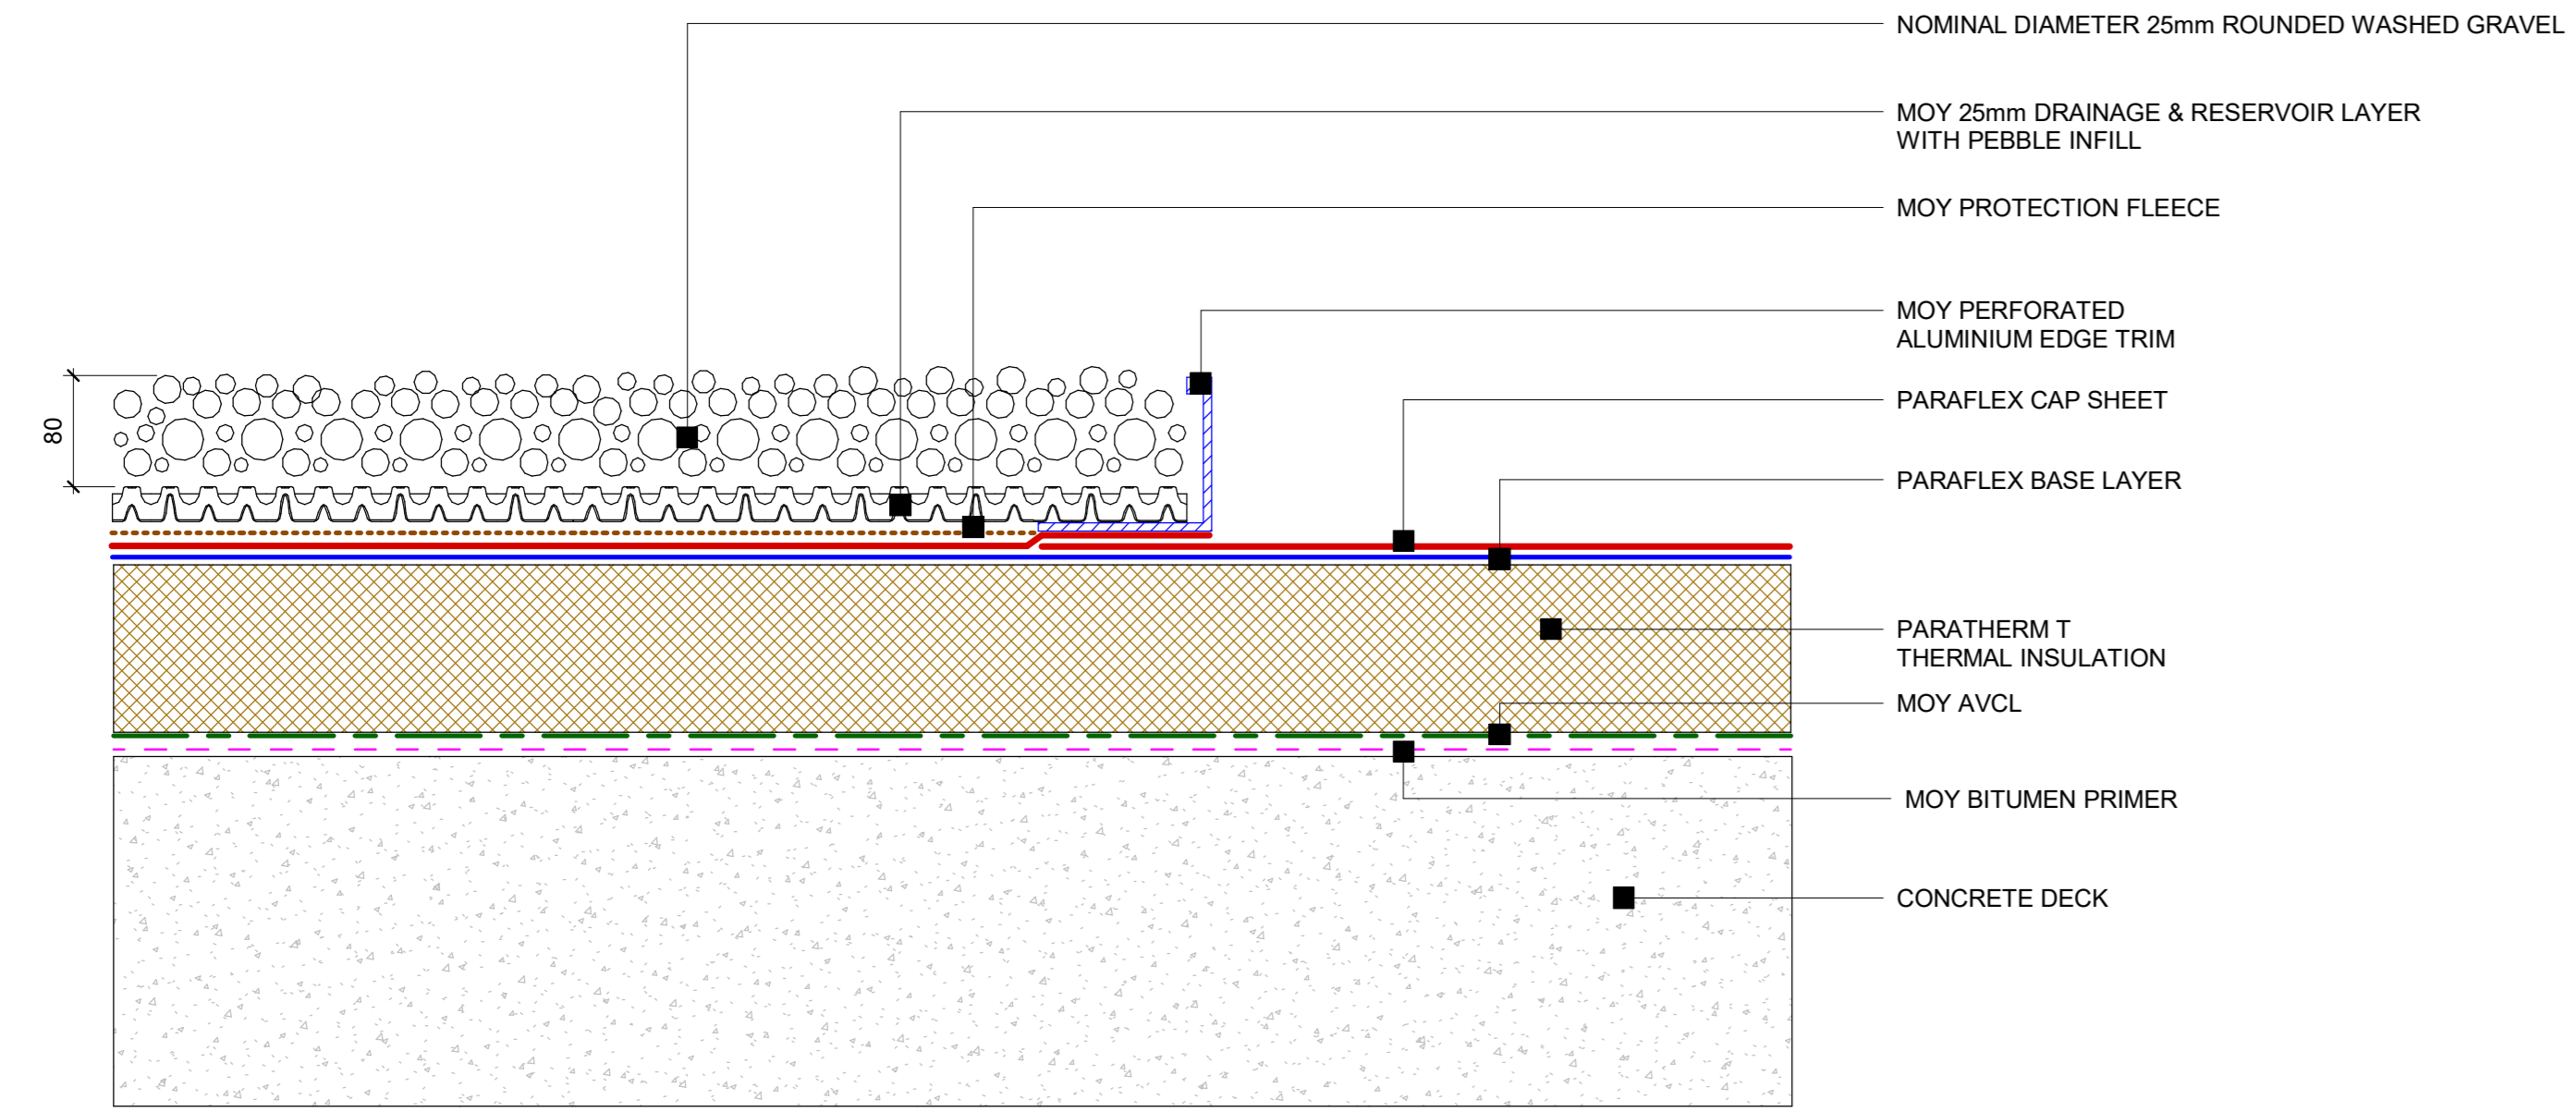 NOMINAL DIAMETER 25mm ROUNDED WASHED GRAVEL
MOY 25mm DRAINAGE & RESERVOIR LAYER
WITH PEBBLE INFILL
MOY PROTECTION FLEECE
MOY PERFORATED
ALUMINIUM EDGE TRIM
80
PARAFLEX CAP SHEET
PARAFLEX BASE LAYER
PARATHERM T
THERMAL INSULATION
MOY AVCL
MOY BITUMEN PRIMER
CONCRETE DECK